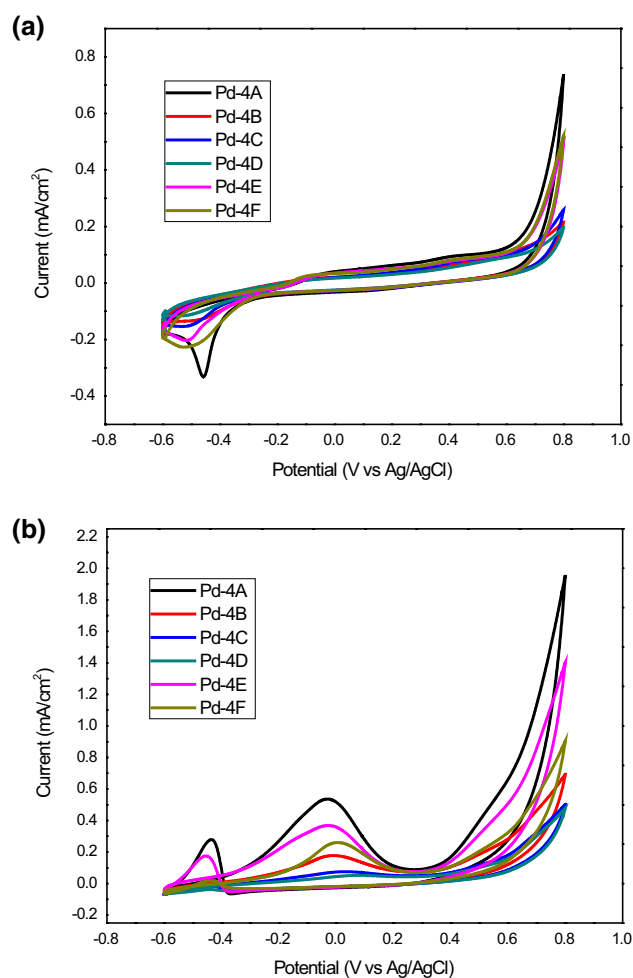 (a)
0.8
0.6
0.4
0.2
0.0
-0.2
-0.4
Current (mA/cm²)
Pd-4A
Pd-4B
Pd-4C
Pd-4D
Pd-4E
Pd-4F
-0.8 -0.6 -0.4 -0.2 0.0 0.2 0.4 0.6 0.8 1.0
Potential (V vs Ag/AgCl)
(b)
2.2
2.0
1.8
1.6
1.4
1.2
1.0
0.8
0.6
0.4
0.2
0.0
-0.2
Current (mA/cm²)
Pd-4A
Pd-4B
Pd-4C
Pd-4D
Pd-4E
Pd-4F
-0.8 -0.6 -0.4 -0.2 0.0 0.2 0.4 0.6 0.8 1.0
Potential (V vs Ag/AgCl)